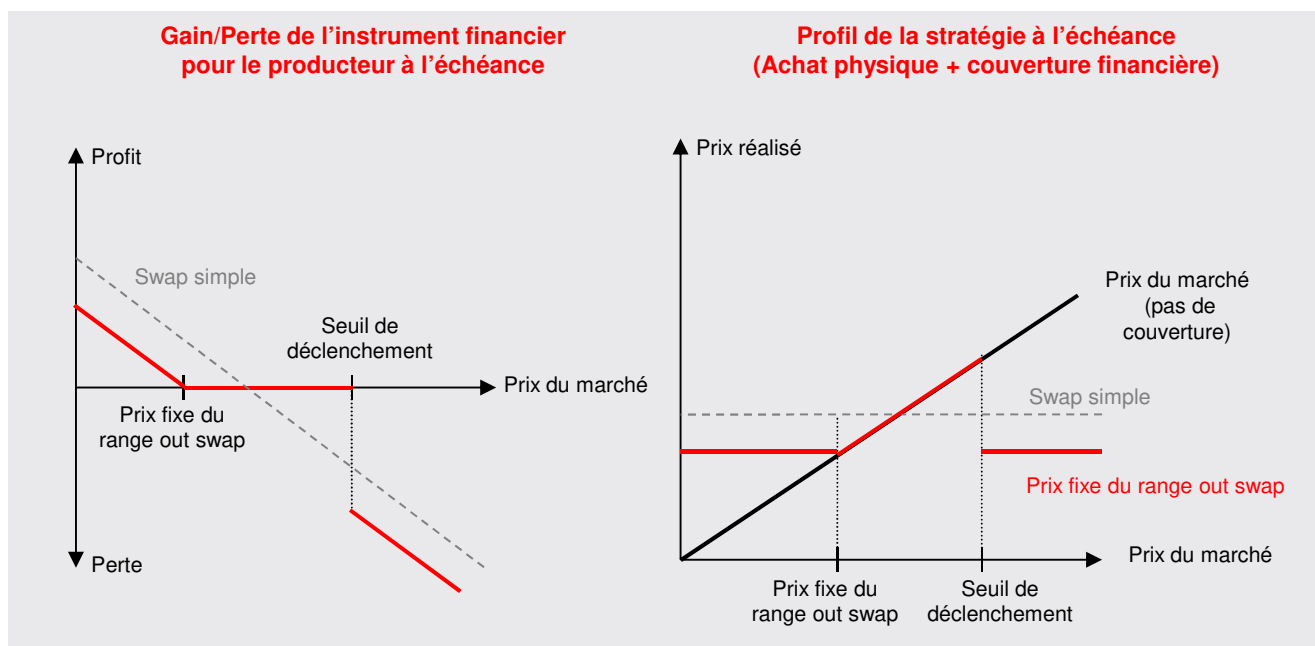 Gain/Perte de l'instrument financier
pour le producteur à l'échéance
Profit
Swap simple
Seuil de
déclenchement
Prix du marché
Prix fixe du
range out swap
Perte
Profil de la stratégie à l'échéance
(Achat physique + couverture financière)
Prix réalisé
Prix du marché
(pas de
couverture)
Swap simple
Prix fixe du range out swap
Prix du marché
Prix fixe du
range out swap
Seuil de
déclenchement